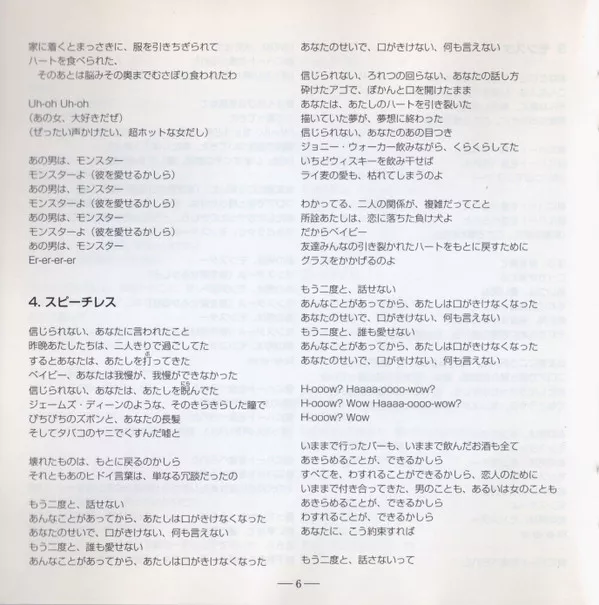 家に着くとまっさきに、服を引きちぎられて
ハートを食べられた、
そのあとは脳みその奥までむさぼり食われたわ
Uh-oh Uh-oh
（あの女、大好きだぜ）
（ぜったい声かけたい、超ホットな女だし）
あの男は、モンスター
モンスターよ（彼を愛せるかしら）
あの男は、モンスター
モンスターよ（彼を愛せるかしら）
あの男は、モンスター
モンスターよ（彼を愛せるかしら）
あの男は、モンスター
Er-er-er-er
4. スピーチレス
信じられない、あなたに言われたこと
昨晩あたしたちは、二人きりで過ごしてた
するとあなたは、あたしを打ってきた
ベイビー、あなたは我慢が、我慢ができなかった
信じられない、あなたは、あたしを睨んでた
ジェームズ・ディーンのような、そのきらきらした瞳で
ぴちぴちのズボンと、あなたの長髪
そしてタバコのヤニでくすんだ嘘と
壊れたものは、もとに戻るのかしら
それともあのヒドイ言葉は、単なる冗談だったの
もう二度と、話せない
あんなことがあってから、あたしは口がきけなくなった
あなたのせいで、口がきけない、何も言えない
もう二度と、誰も愛せない
あんなことがあってから、あたしは口がきけなくなった
あなたのせいで、口がきけない、何も言えない
信じられない、ろれつの回らない、あなたの話し方
砕けたアゴで、ぽかんと口を開けたまま
あなたは、あたしのハートを引き裂いた
描いていた夢が、夢想に終わった
信じられない、あなたのあの目つき
ジョニー・ウォーカー飲みながら、くらくらしてた
いちどウィスキーを飲み干せば
ライ麦の愛も、枯れてしまうのよ
わかってる、二人の関係が、複雑だってこと
所詮あたしは、恋に落ちた負け犬よ
だからベイビー
友達みんなの引き裂かれたハートをもとに戻すために
グラスをかかげるのよ
もう二度と、話せない
あんなことがあってから、あたしは口がきけなくなった
あなたのせいで、口がきけない、何も言えない
もう二度と、誰も愛せない
あんなことがあってから、あたしは口がきけなくなった
あなたのせいで、口がきけない、何も言えない
H-ooow? Haaaa-oooo-wow?
H-ooow? Wow Haaaa-oooo-wow?
H-ooow? Wow
いままで行ったバーも、いままで飲んだお酒も全て
あきらめることが、できるかしら
すべてを、わすれることができるかしら、恋人のために
いままで付き合ってきた、男のことも、あるいは女のことも
あきらめることが、できるかしら
わすれることが、できるかしら
あなたに、こう約束すれば
もう二度と、話さないって
― 6 ―